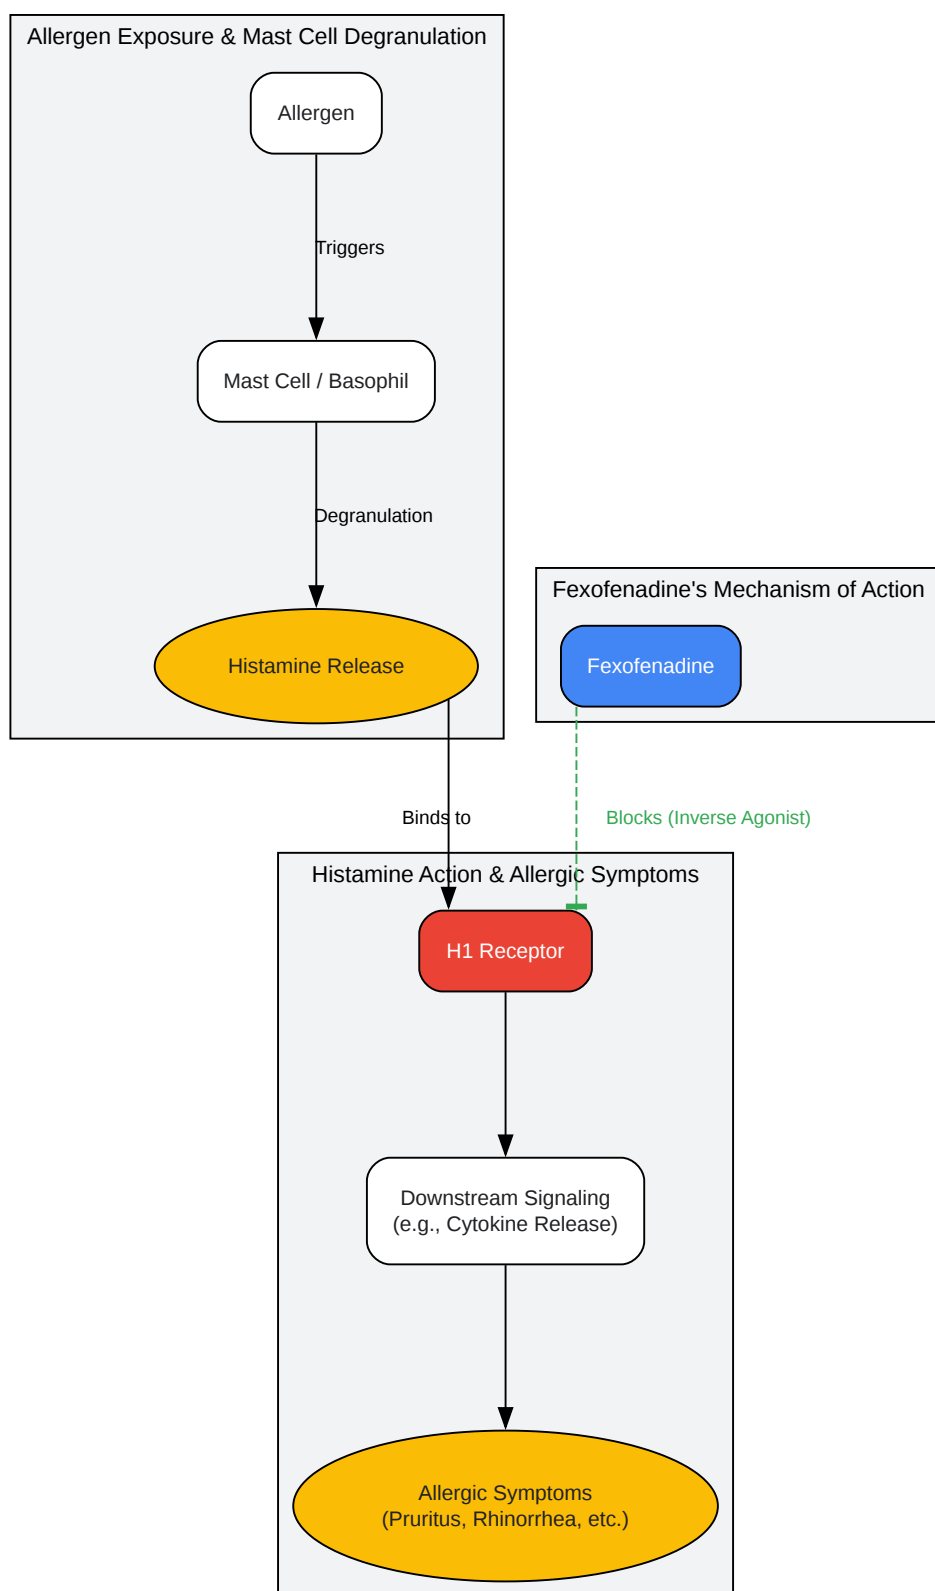 Allergen Exposure & Mast Cell Degranulation
Allergen
Triggers
Mast Cell / Basophil
Degranulation
Histamine Release
Fexofenadine's Mechanism of Action
Fexofenadine
Binds to
Blocks (Inverse Agonist)
Histamine Action & Allergic Symptoms
H1 Receptor
Downstream Signaling
(e.g., Cytokine Release)
Allergic Symptoms
(Pruritus, Rhinorrhea, etc.)